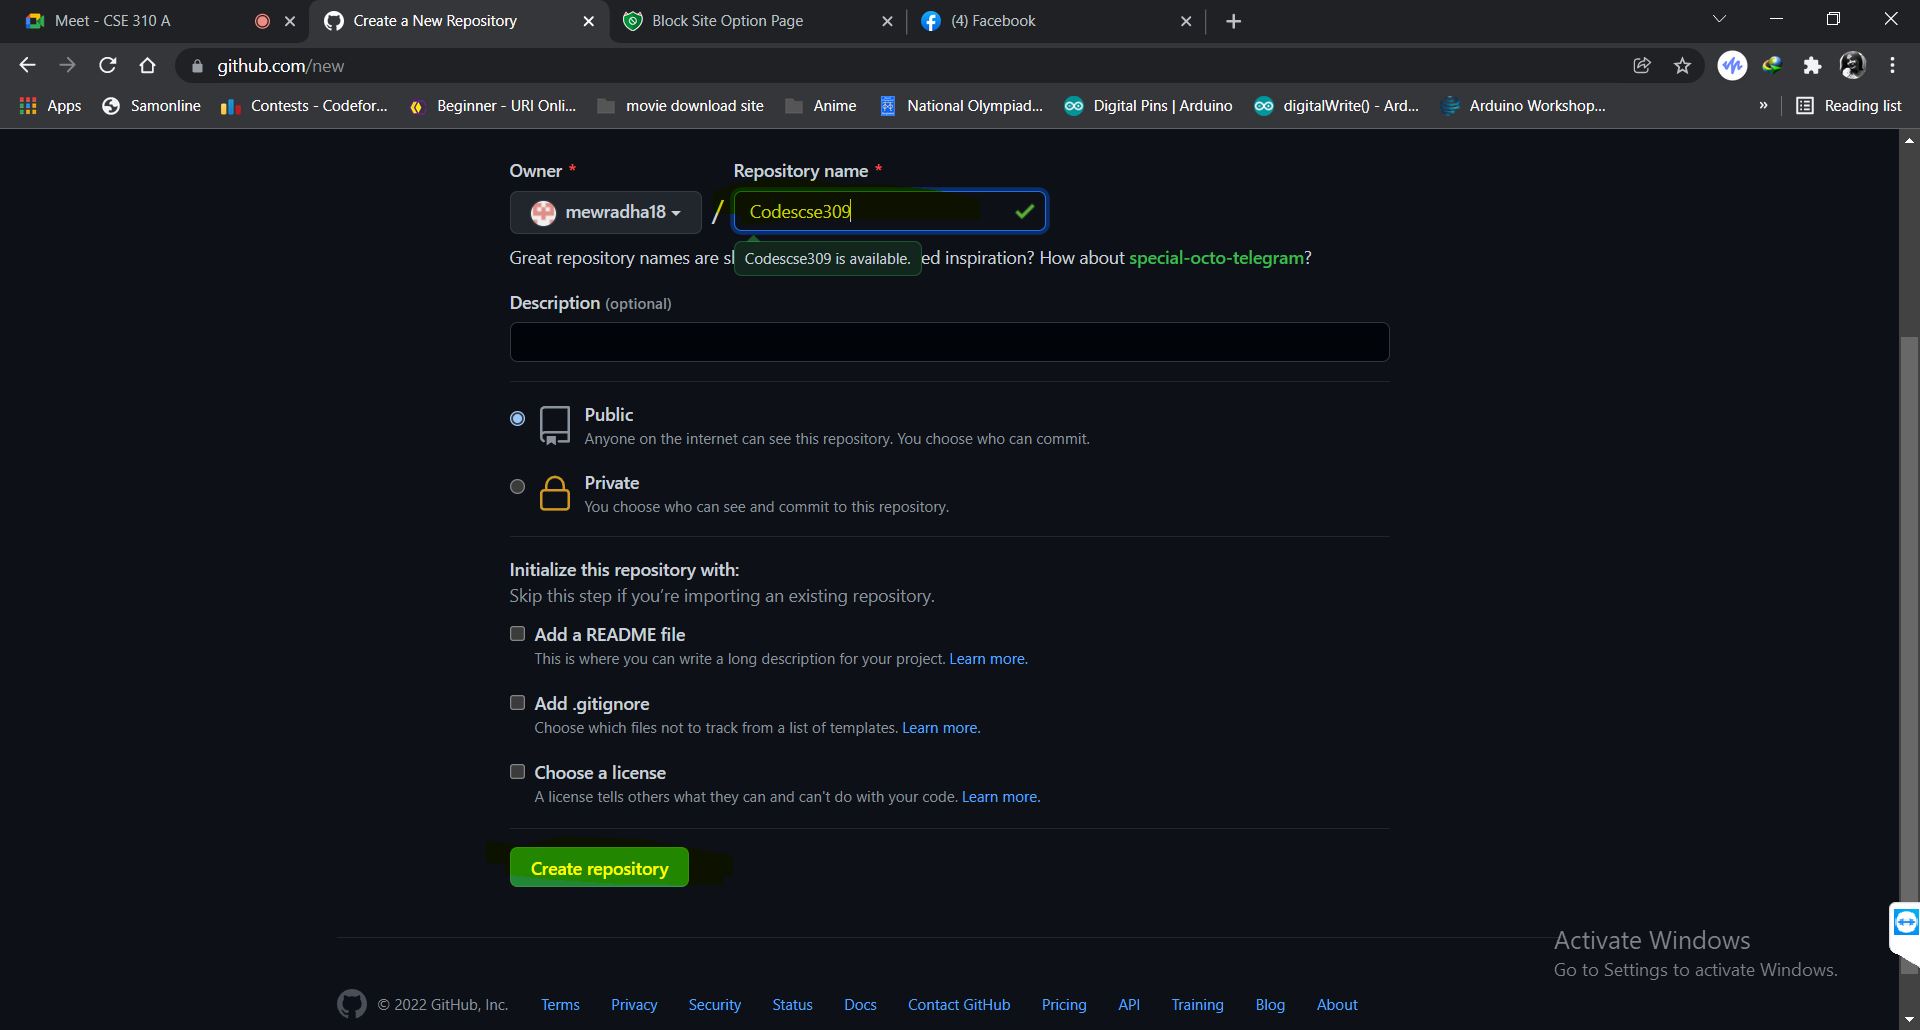 Meet - CSE 310 A
Create a New Repository
Block Site Option Page
(4) Facebook
github.com/new
Apps
Samonline
Contests - Codefor...
Beginner - URI Onli...
movie download site
Anime
National Olympiad...
Digital Pins | Arduino
digitalWrite() - Ard...
Arduino Workshop...
»
Reading list
Owner *
Repository name *
mewradha18
/
Codescse309
Great repository names are
Codescse309 is available.
ed inspiration? How about special-octo-telegram?
Description (optional)
Public
Anyone on the internet can see this repository. You choose who can commit.
Private
You choose who can see and commit to this repository.
Initialize this repository with:
Skip this step if you're importing an existing repository.
Add a README file
This is where you can write a long description for your project. Learn more.
Add .gitignore
Choose which files not to track from a list of templates. Learn more.
Choose a license
A license tells others what they can and can't do with your code. Learn more.
Create repository
Activate Windows
Go to Settings to activate Windows.
© 2022 GitHub, Inc.
Terms
Privacy
Security
Status
Docs
Contact GitHub
Pricing
API
Training
Blog
About